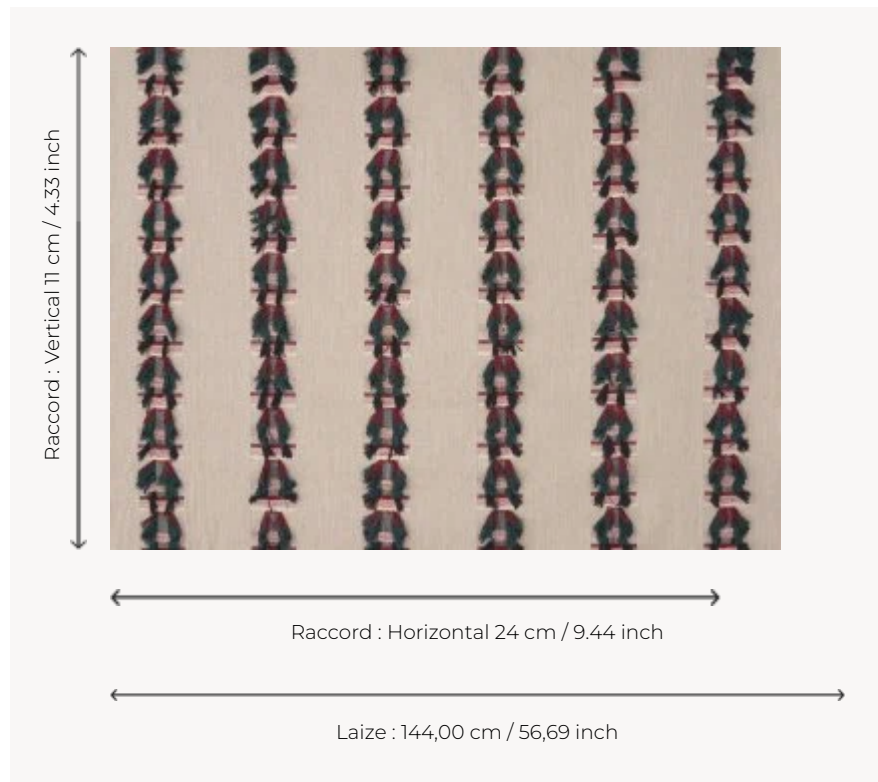 Raccord : Vertical 11 cm / 4.33 inch
Raccord : Horizontal 24 cm / 9.44 inch
Laize : 144,00 cm / 56,69 inch